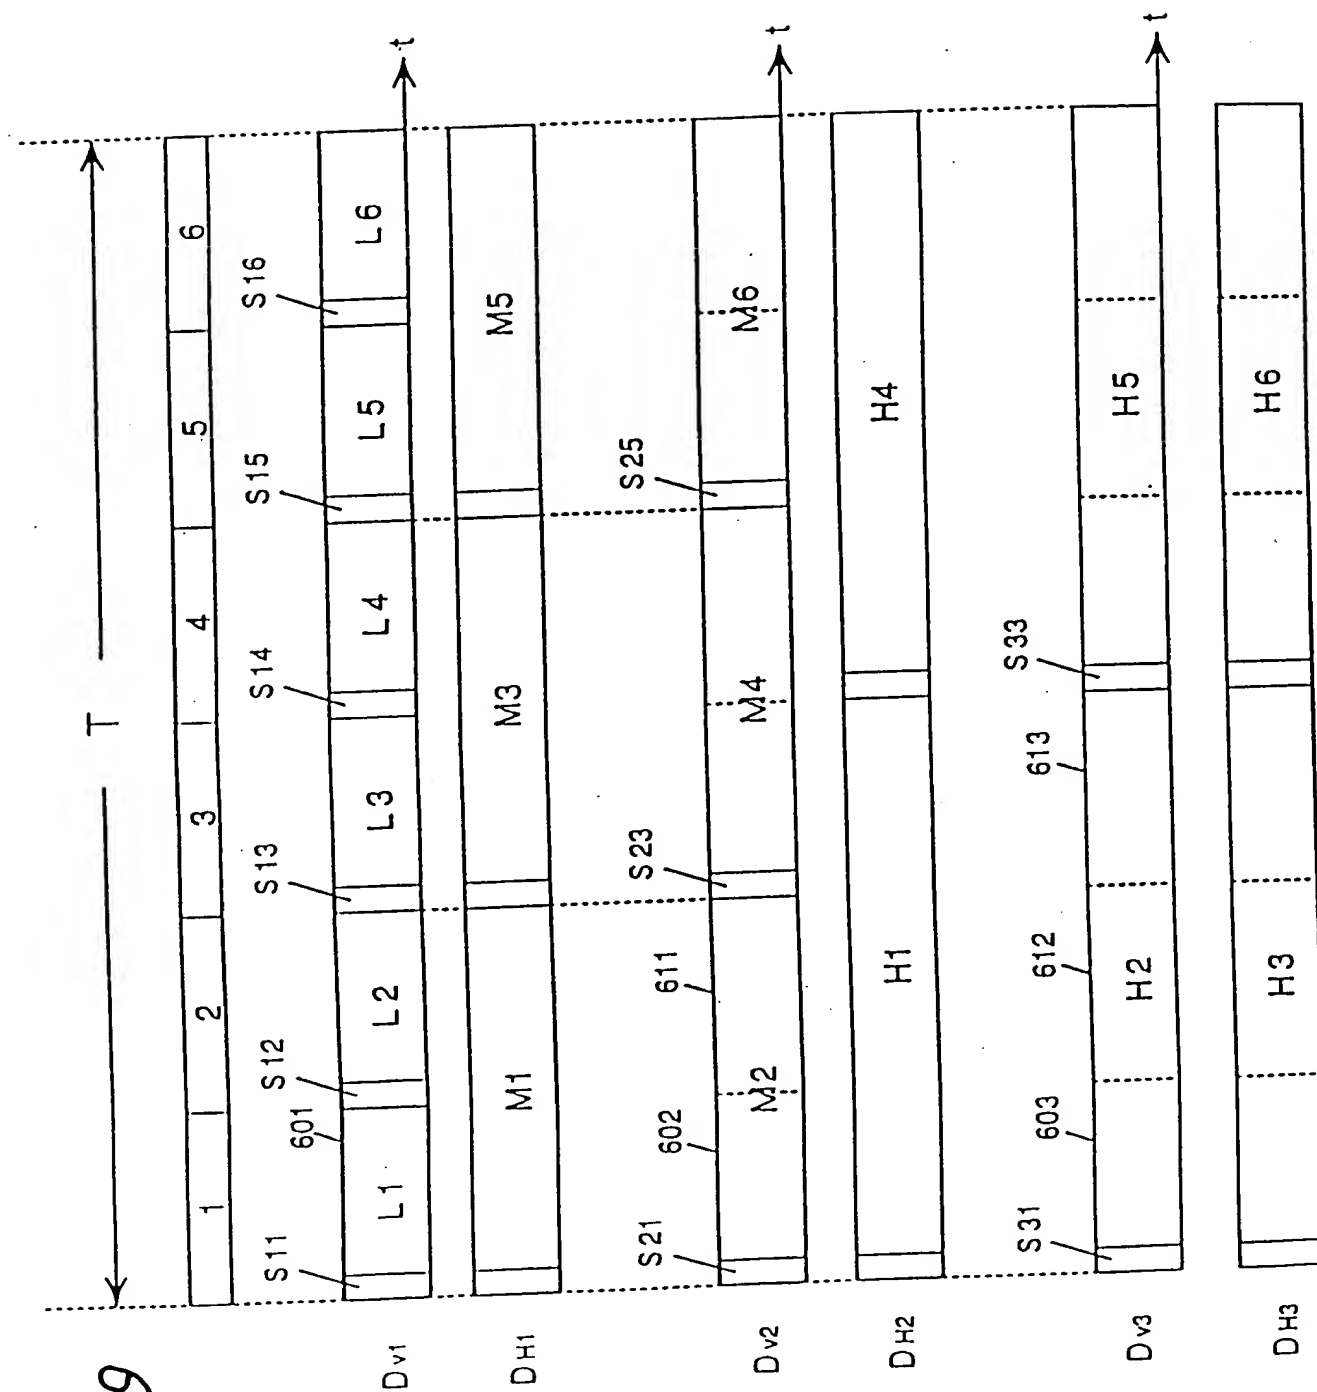 9
T
1 2 3 4 5 6
S11 601 S12 S13 S14 S15 S16
DV1 L1 L2 L3 L4 L5 L6 t
DH1 M1 M3 M5
S21 602 611 S23 S25
DV2 M2 M4 M6 t
DH2 H1 H4
S31 603 612 613 S33
DV3 H2 H5 t
DH3 H3 H6